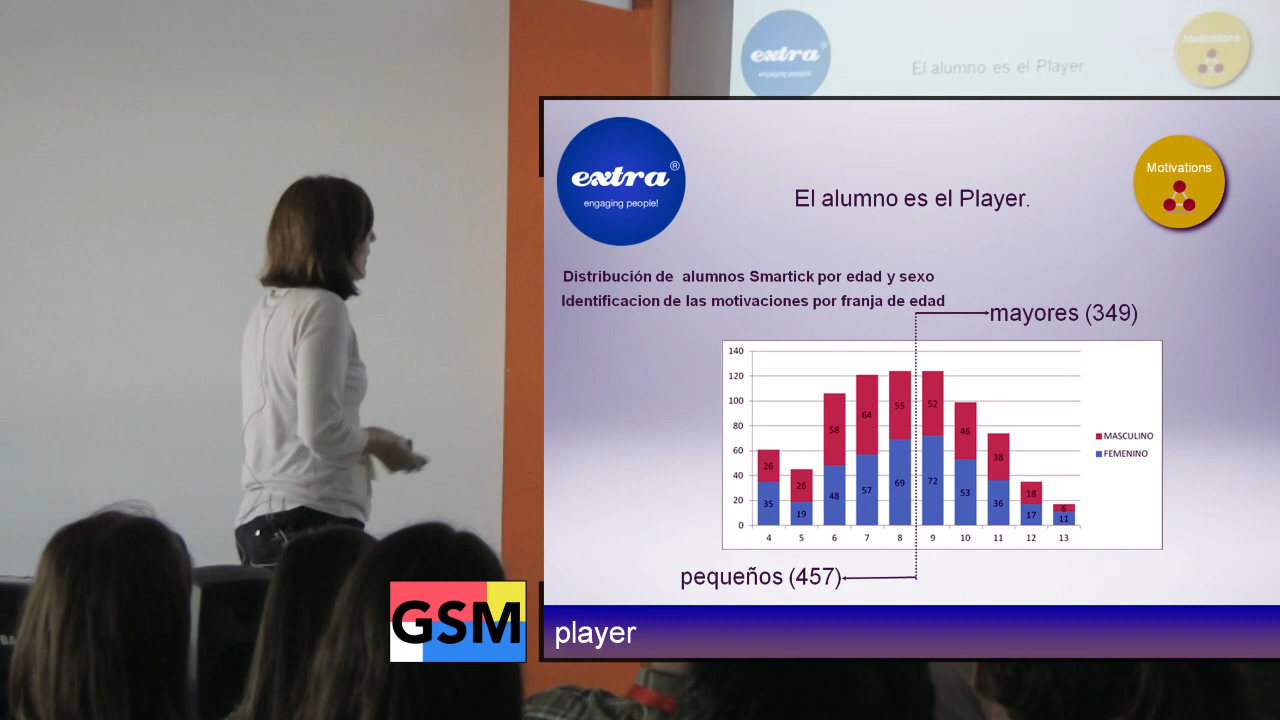 extra®
engaging people!
El alumno es el Player
Motivations
extra®
engaging people!
El alumno es el Player.
Motivations
Distribución de alumnos Smartick por edad y sexo
Identificacion de las motivaciones por franja de edad
mayores (349)
140
120
100
80
60
40
20
0
26 26 58 64 55 52 46 38 18 6
35 19 48 57 69 72 53 36 17 11
4 5 6 7 8 9 10 11 12 13
MASCULINO
FEMENINO
pequeños (457)
GSM
player